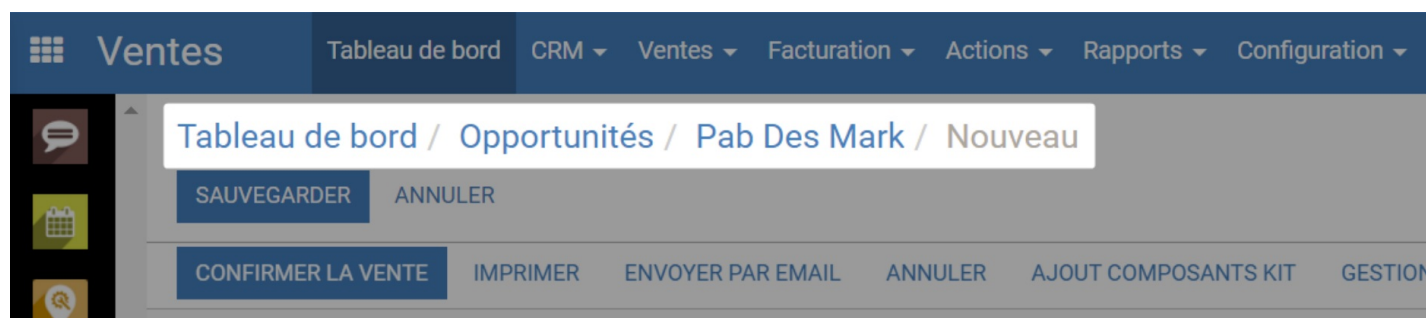 Ventes Tableau de bord CRM Ventes Facturation Actions Rapports Configuration
Tableau de bord / Opportunités / Pab Des Mark / Nouveau
SAUVEGARDER ANNULER
CONFIRMER LA VENTE IMPRIMER ENVOYER PAR EMAIL ANNULER AJOUT COMPOSANTS KIT GESTION